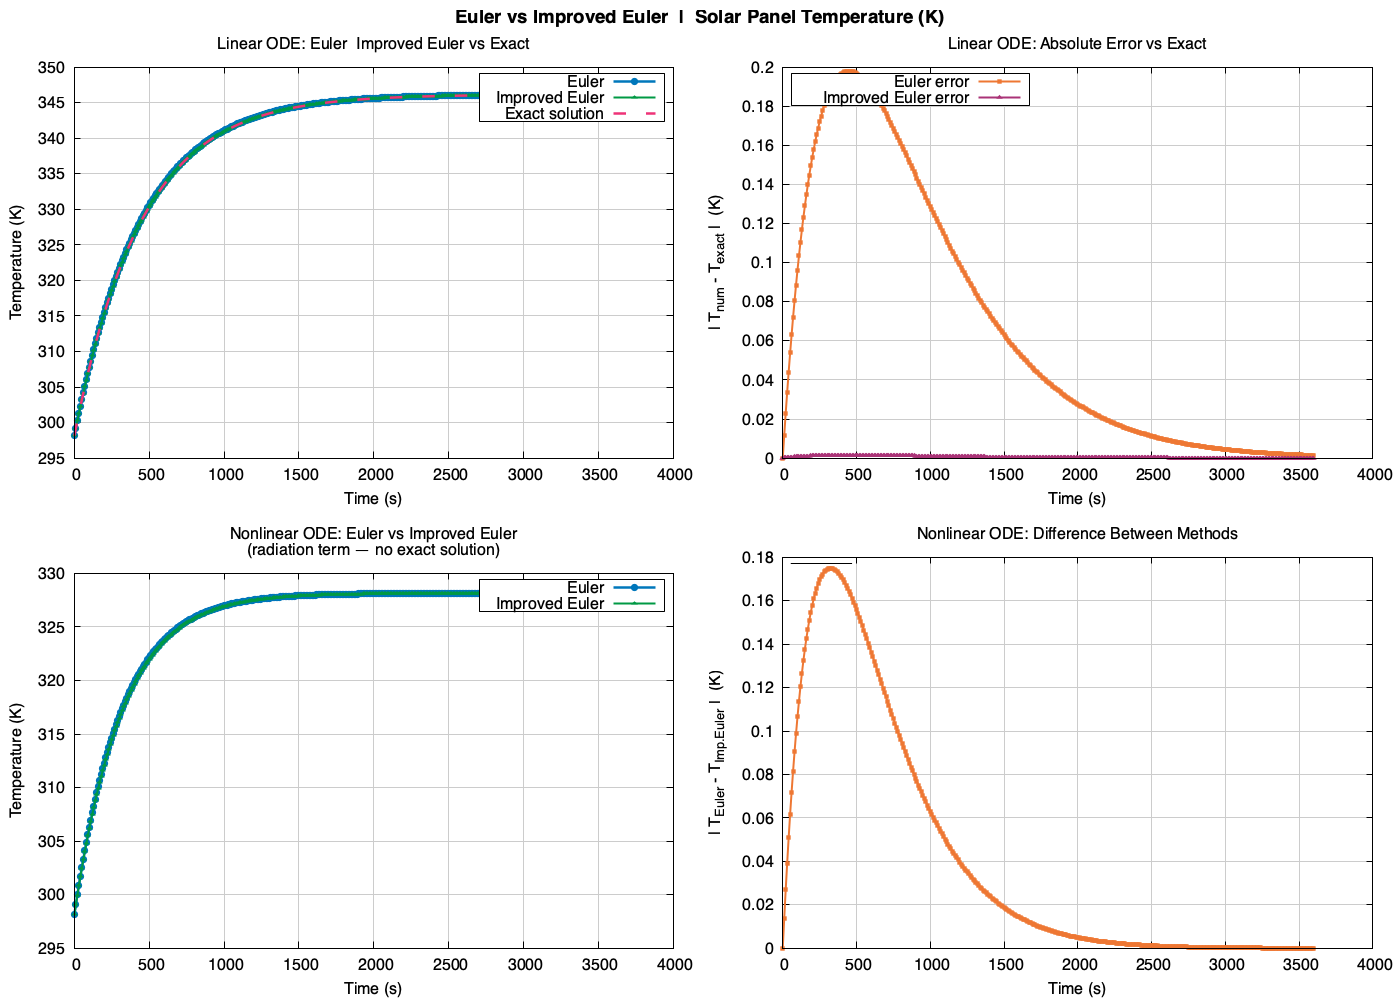 Euler vs Improved Euler | Solar Panel Temperature (K)
Linear ODE: Euler  Improved Euler vs Exact
350
345
340
335
330
325
320
315
310
305
300
295
Temperature (K)
Euler
Improved Euler
Exact solution
0 500 1000 1500 2000 2500 3000 3500 4000
Time (s)
Linear ODE: Absolute Error vs Exact
0.2
0.18
0.16
0.14
0.12
0.1
0.08
0.06
0.04
0.02
0
| Tnum - Texact | (K)
Euler error
Improved Euler error
0 500 1000 1500 2000 2500 3000 3500 4000
Time (s)
Nonlinear ODE: Euler vs Improved Euler
(radiation term — no exact solution)
330
325
320
315
310
305
300
295
Temperature (K)
Euler
Improved Euler
0 500 1000 1500 2000 2500 3000 3500 4000
Time (s)
Nonlinear ODE: Difference Between Methods
0.18
0.16
0.14
0.12
0.1
0.08
0.06
0.04
0.02
0
| TEuler - TImp.Euler | (K)
0 500 1000 1500 2000 2500 3000 3500 4000
Time (s)